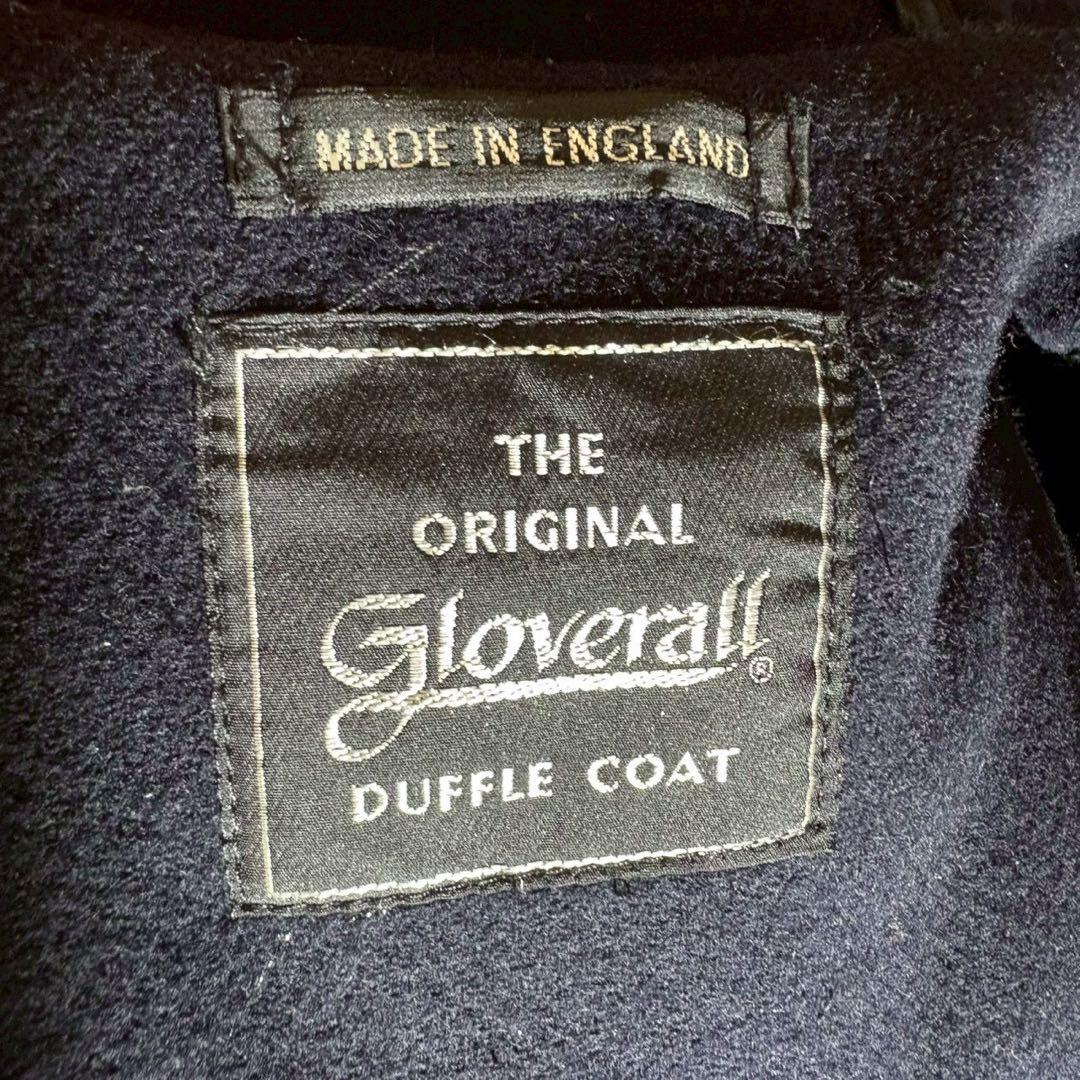 MADE IN ENGLAND
THE
ORIGINAL
Gloverall®
DUFFLE COAT